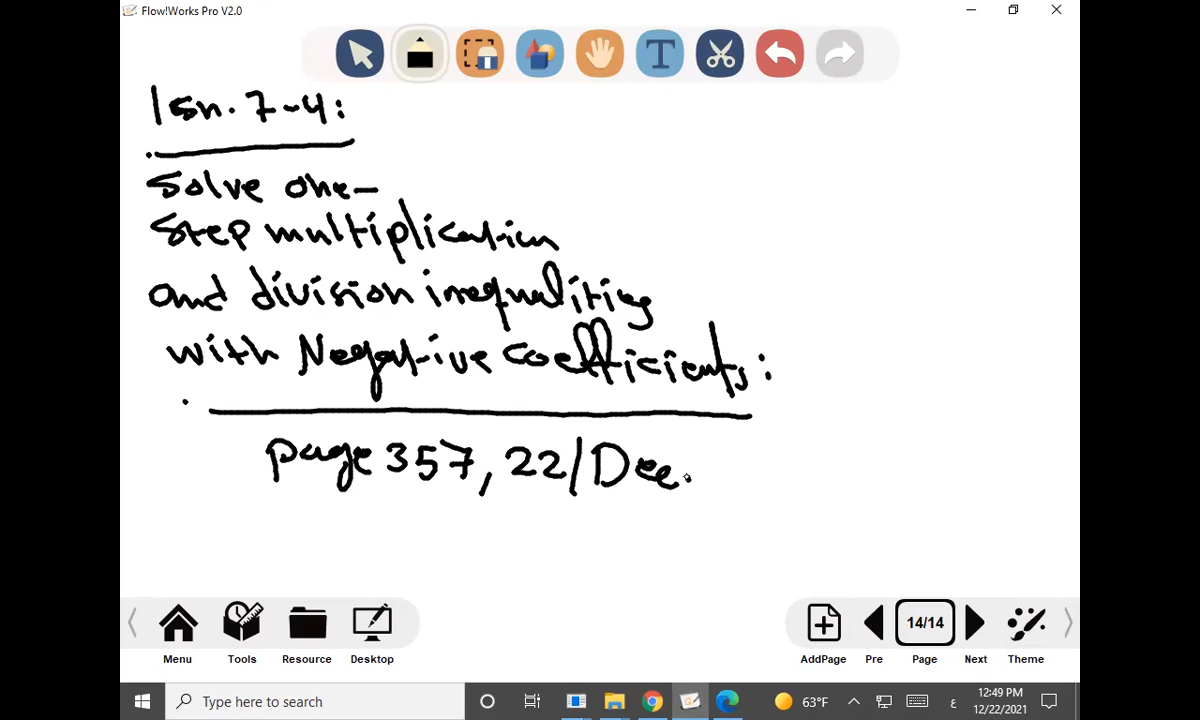 Flow!Works Pro V2.0
T
lsn. 7-4:
Solve one-
Step multiplication
and division inequalities
with Negative coefficients:
page 357, 22/Dec.
Menu
Tools
Resource
Desktop
AddPage
Pre
14/14
Page
Next
Theme
Type here to search
63°F
ع
12:49 PM
12/22/2021